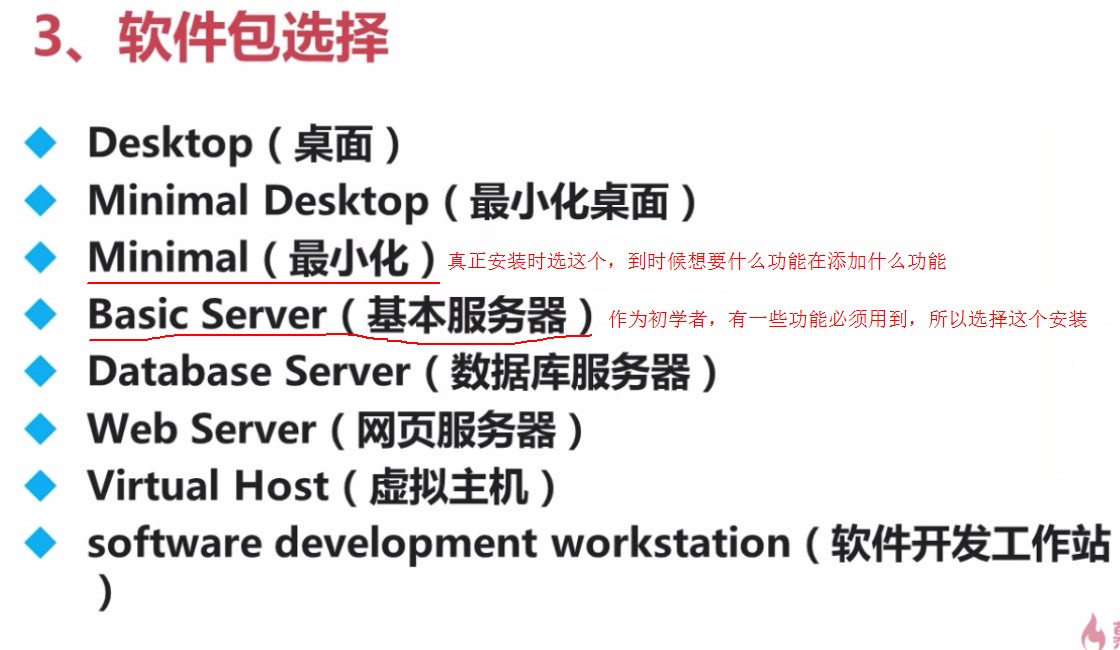 3、软件包选择
Desktop（桌面）
Minimal Desktop（最小化桌面）
Minimal（最小化） 真正安装时选这个，到时候想要什么功能在添加什么功能
Basic Server（基本服务器） 作为初学者，有一些功能必须用到，所以选择这个安装
Database Server（数据库服务器）
Web Server（网页服务器）
Virtual Host（虚拟主机）
software development workstation（软件开发工作站
）